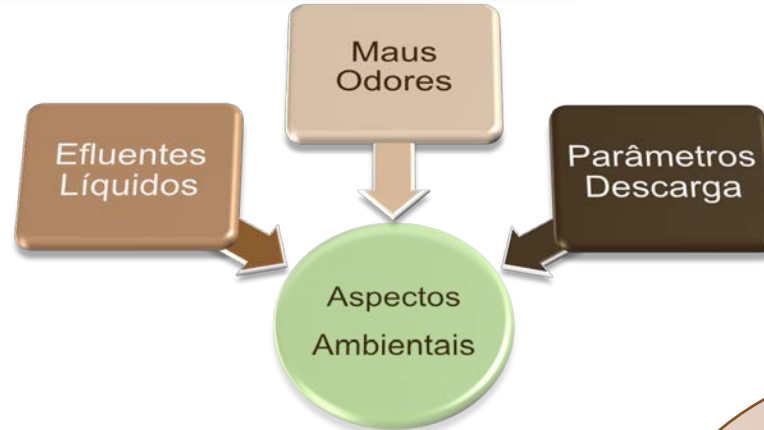 Maus
Odores
Efluentes
Líquidos
Parâmetros
Descarga
Aspectos
Ambientais